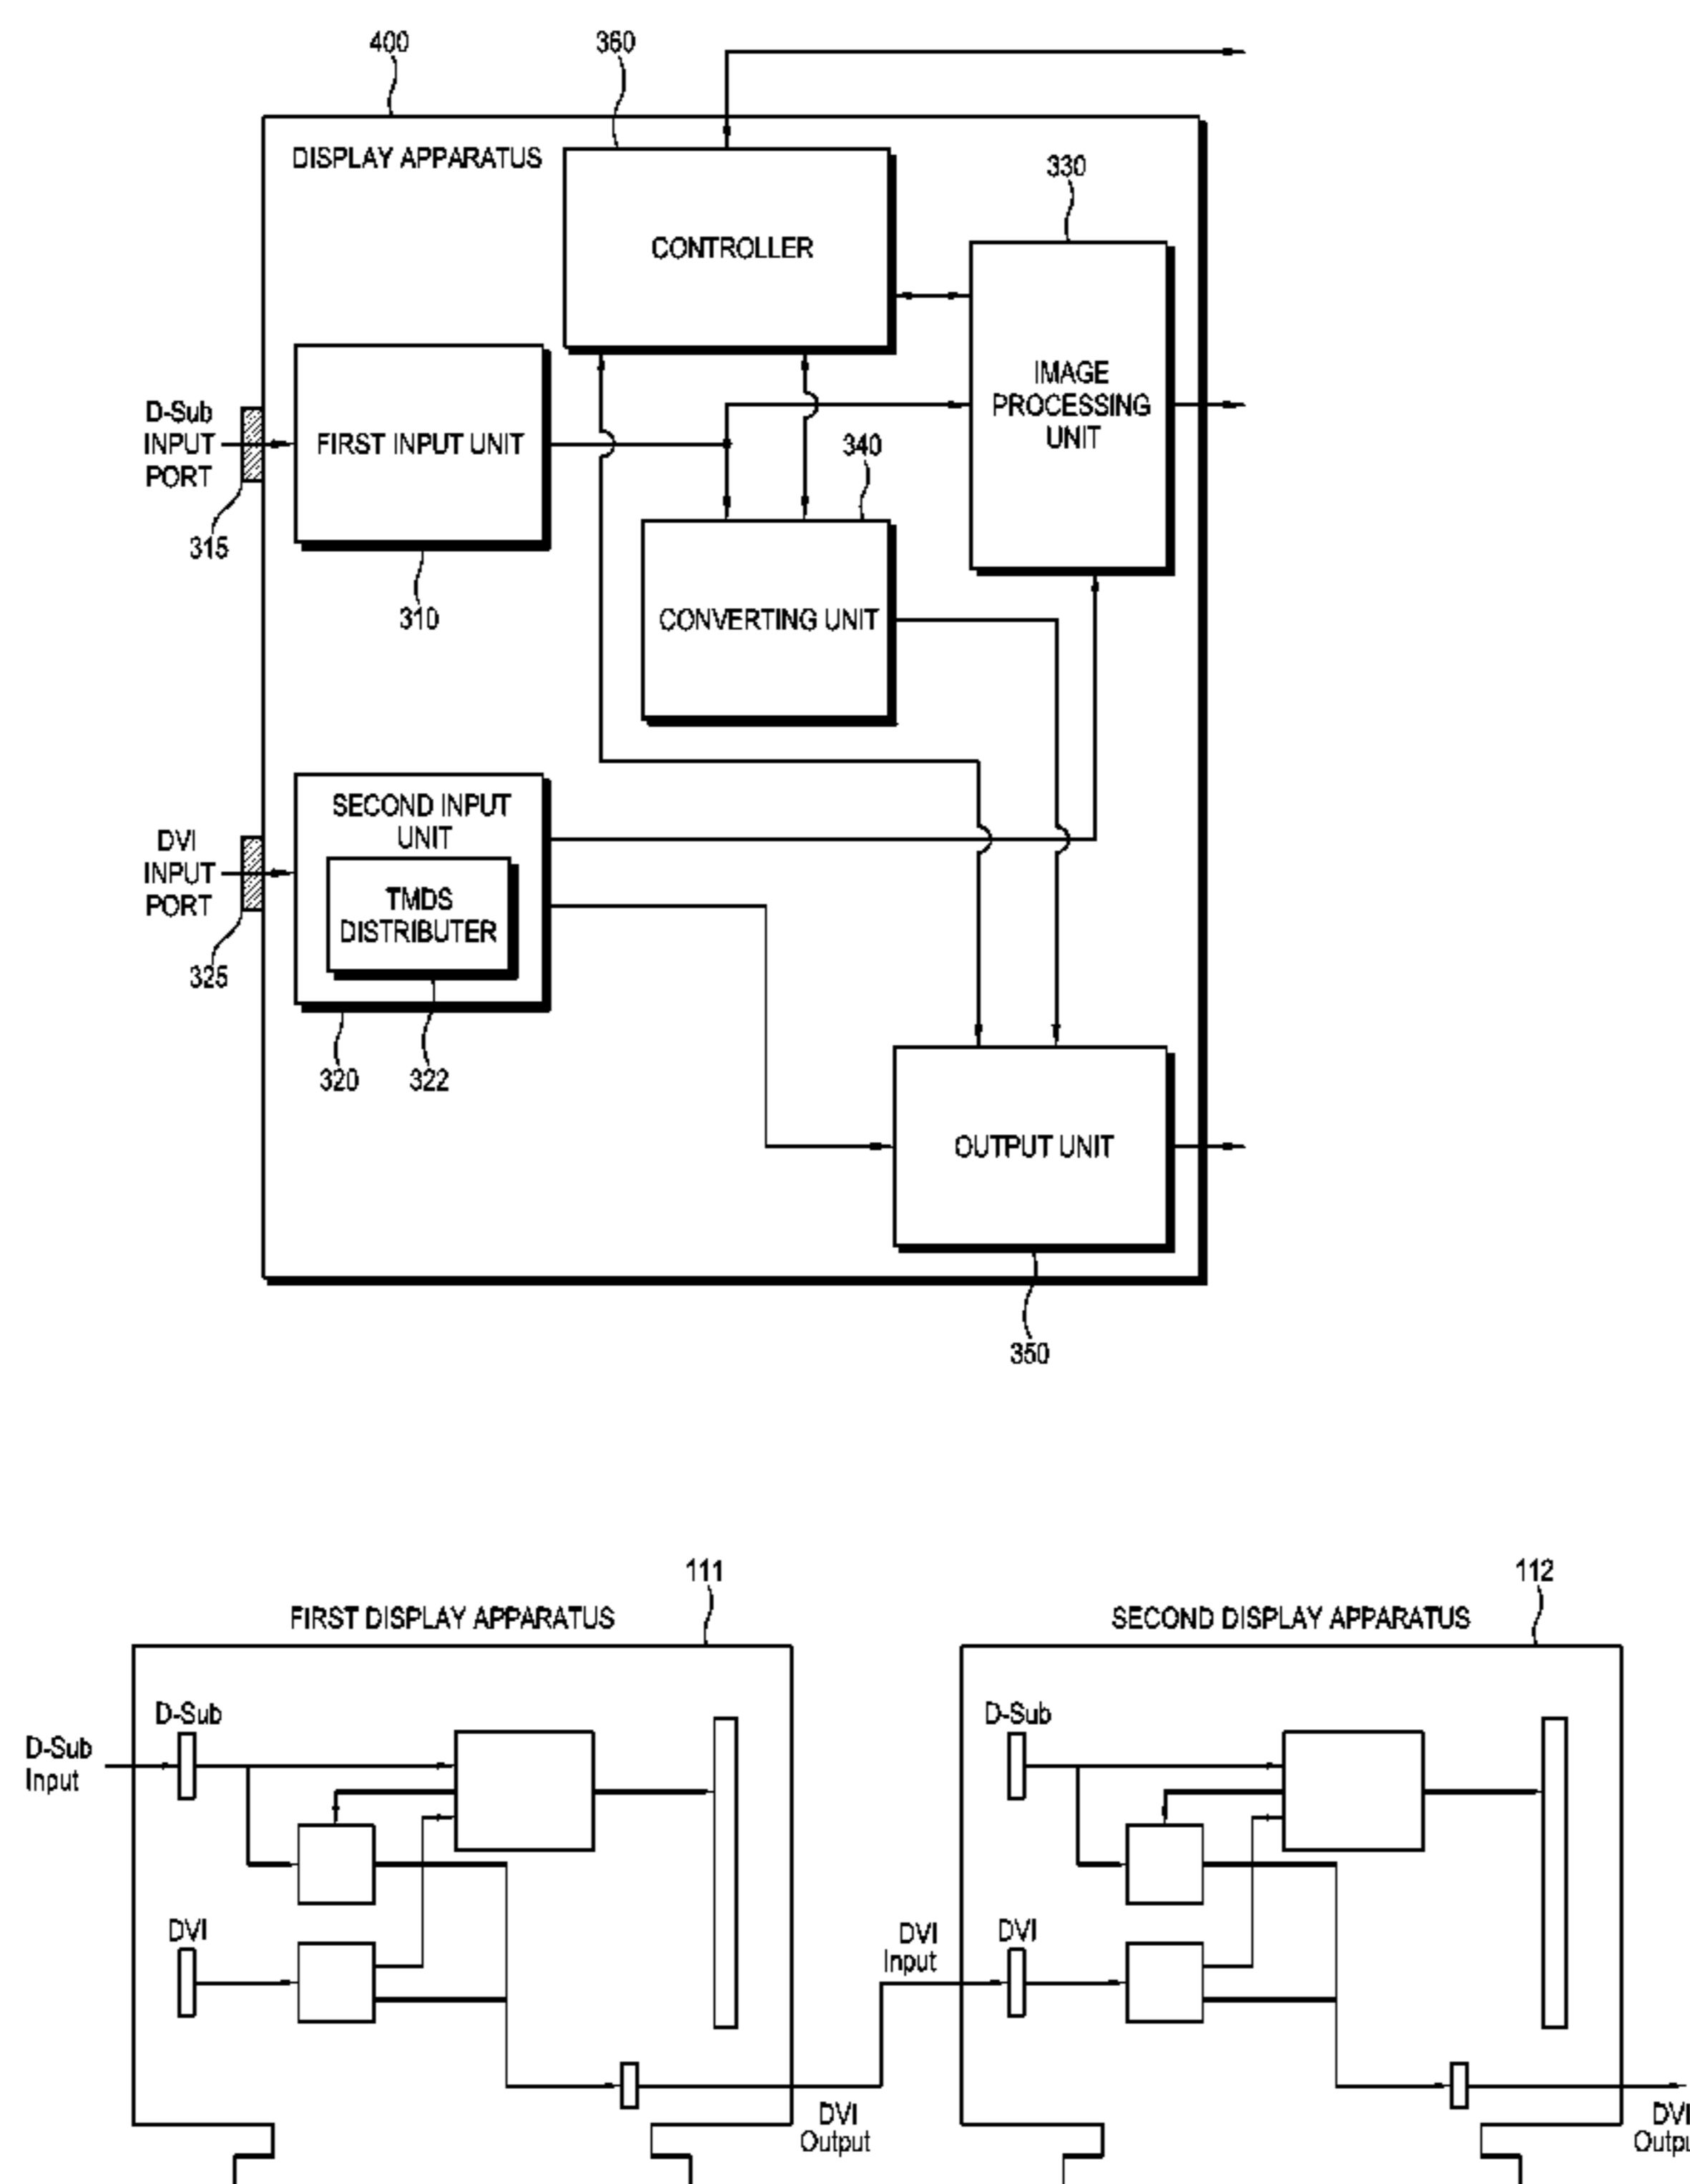 400
360
DISPLAY APPARATUS
330
CONTROLLER
D-Sub
INPUT
PORT
FIRST INPUT UNIT
IMAGE
PROCESSING
UNIT
340
315
310
CONVERTING UNIT
SECOND INPUT
UNIT
DVI
INPUT
PORT
TMDS
DISTRIBUTER
325
320
322
OUTPUT UNIT
350
111
112
FIRST DISPLAY APPARATUS
SECOND DISPLAY APPARATUS
D-Sub
D-Sub
D-Sub
Input
DVI
DVI
Input
DVI
DVI
Output
DVI
Outpu